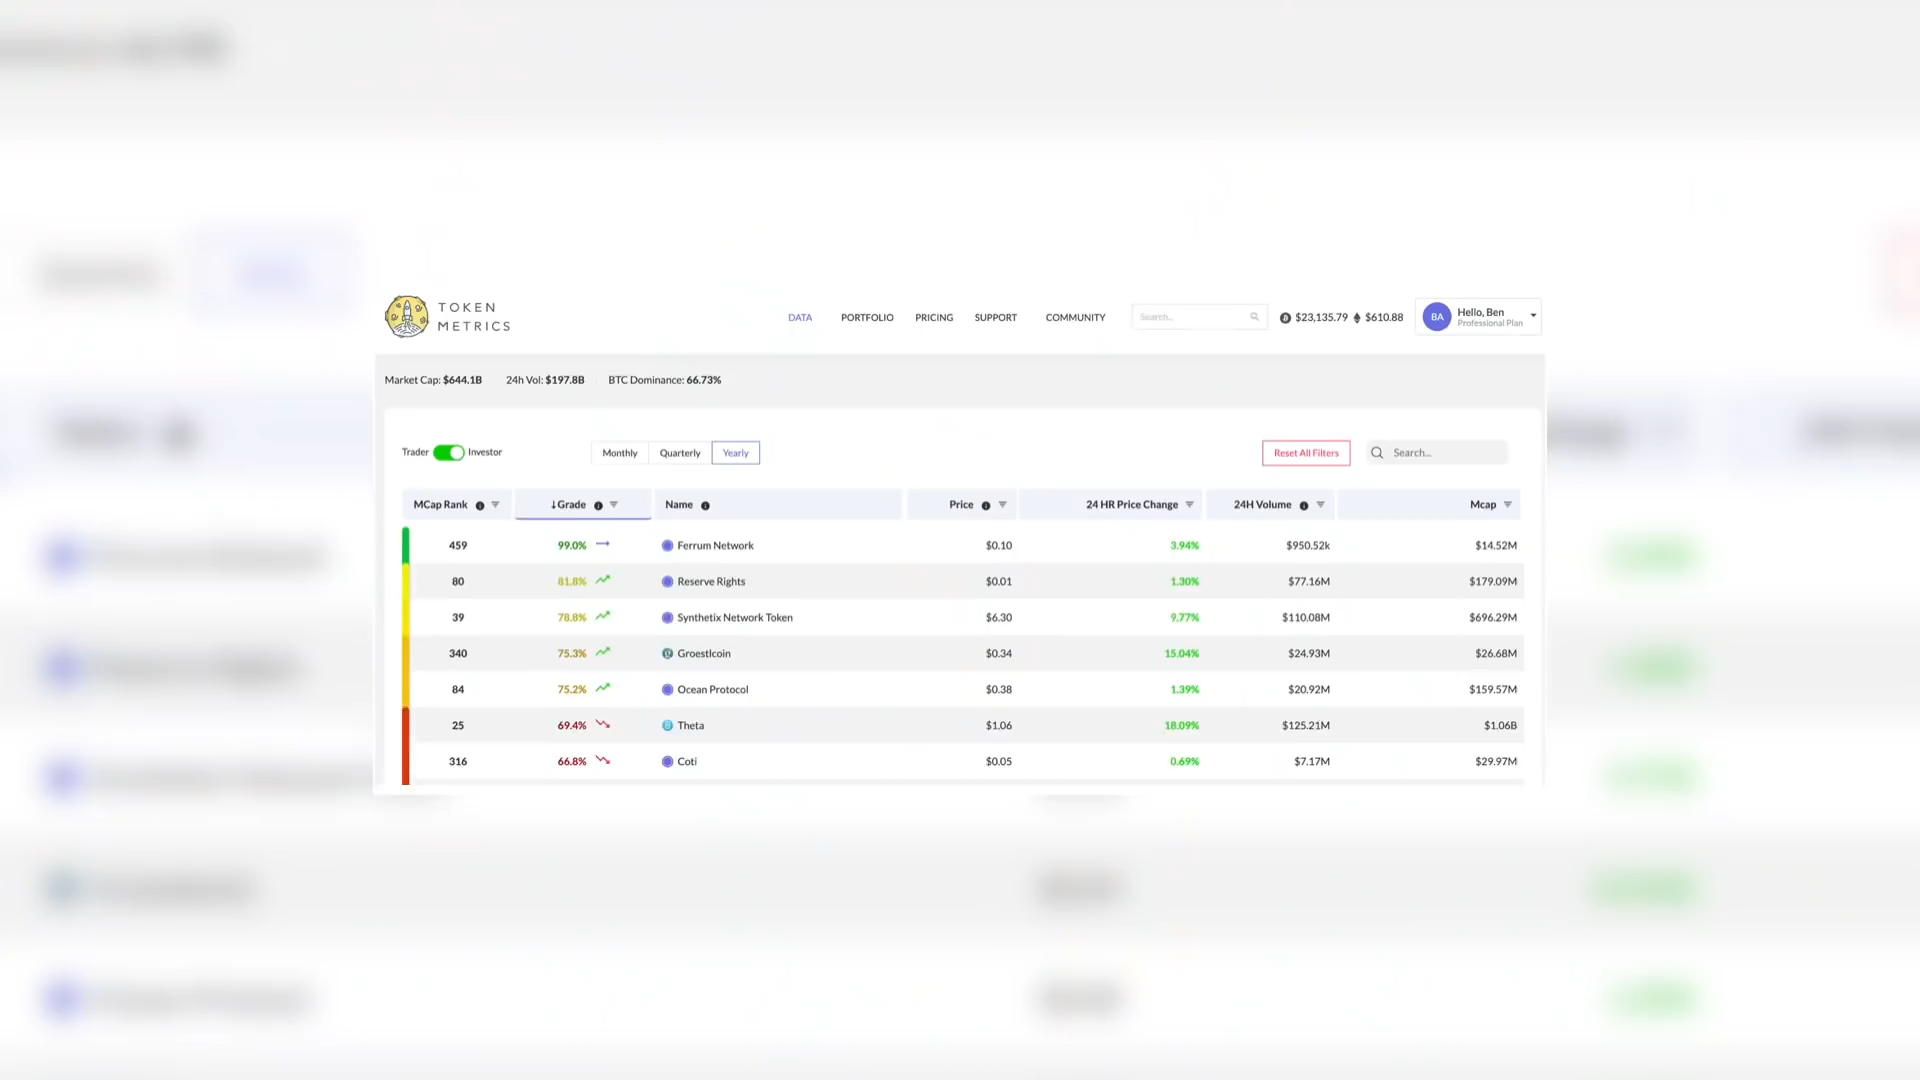 TOKEN
METRICS
DATA PORTFOLIO PRICING SUPPORT COMMUNITY Search... $23,135.79 $610.88 BA Hello, Ben
Professional Plan
Market Cap: $644.1B 24h Vol: $197.8B BTC Dominance: 66.73%
Trader Investor Monthly Quarterly Yearly Reset All Filters Search...
MCap Rank ↓Grade Name Price 24 HR Price Change 24H Volume Mcap
459 99.0% Ferrum Network $0.10 3.94% $950.52k $14.52M
80 81.8% Reserve Rights $0.01 1.30% $77.16M $179.09M
39 78.8% Synthetix Network Token $6.30 9.77% $110.08M $696.29M
340 75.3% Groestlcoin $0.34 15.04% $24.93M $26.68M
84 75.2% Ocean Protocol $0.38 1.39% $20.92M $159.57M
25 69.4% Theta $1.06 18.09% $125.21M $1.06B
316 66.8% Coti $0.05 0.69% $7.17M $29.97M